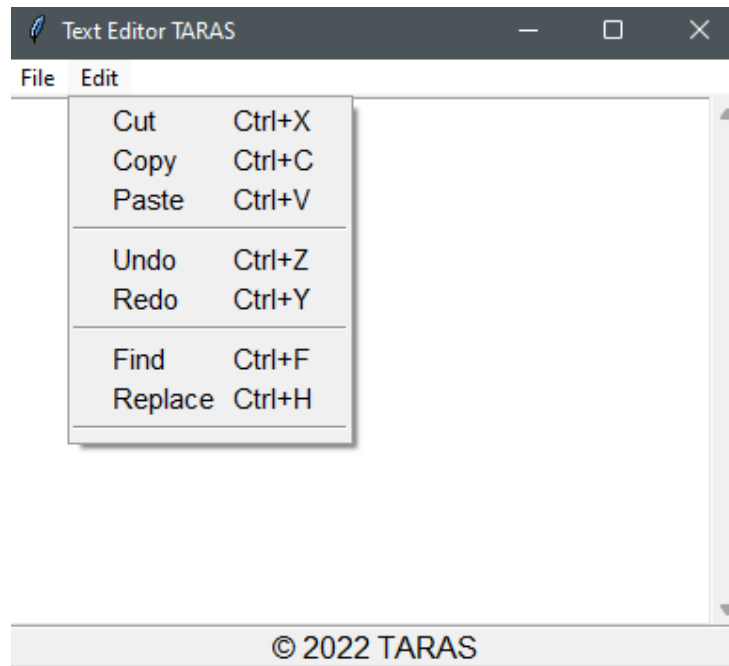 Text Editor TARAS
File Edit
Cut Ctrl+X
Copy Ctrl+C
Paste Ctrl+V
Undo Ctrl+Z
Redo Ctrl+Y
Find Ctrl+F
Replace Ctrl+H
© 2022 TARAS